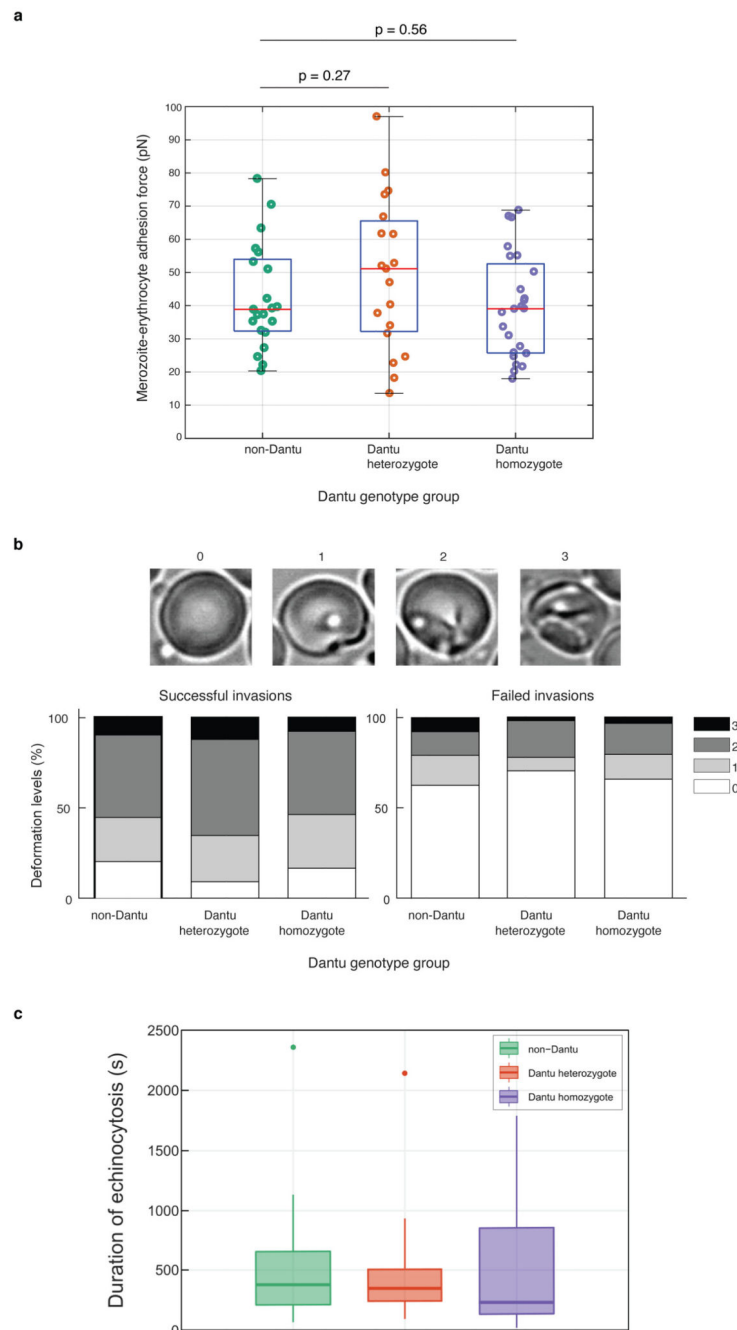 a
p = 0.56
p = 0.27
Merozoite-erythrocyte adhesion force (pN)
100
90
80
70
60
50
40
30
20
10
0
non-Dantu
Dantu
heterozygote
Dantu
homozygote
Dantu genotype group
b
0 1 2 3
Successful invasions
Failed invasions
Deformation levels (%)
100
50
0
100
50
0
3
2
1
0
non-Dantu
Dantu
heterozygote
Dantu
homozygote
non-Dantu
Dantu
heterozygote
Dantu
homozygote
Dantu genotype group
c
Duration of echinocytosis (s)
2500
2000
1500
1000
500
0
non-Dantu
Dantu heterozygote
Dantu homozygote